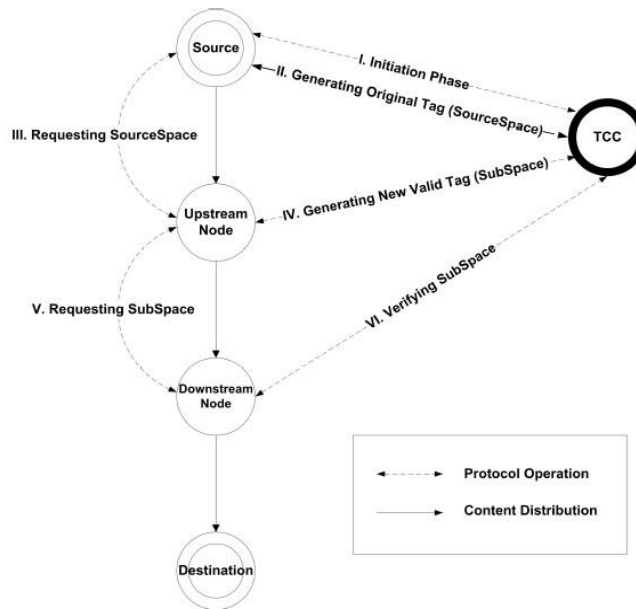 Source
I. Initiation Phase
II. Generating Original Tag (SourceSpace)
TCC
III. Requesting SourceSpace
IV. Generating New Valid Tag (SubSpace)
Upstream
Node
V. Requesting SubSpace
VI. Verifying SubSpace
Downstream
Node
Protocol Operation
Content Distribution
Destination